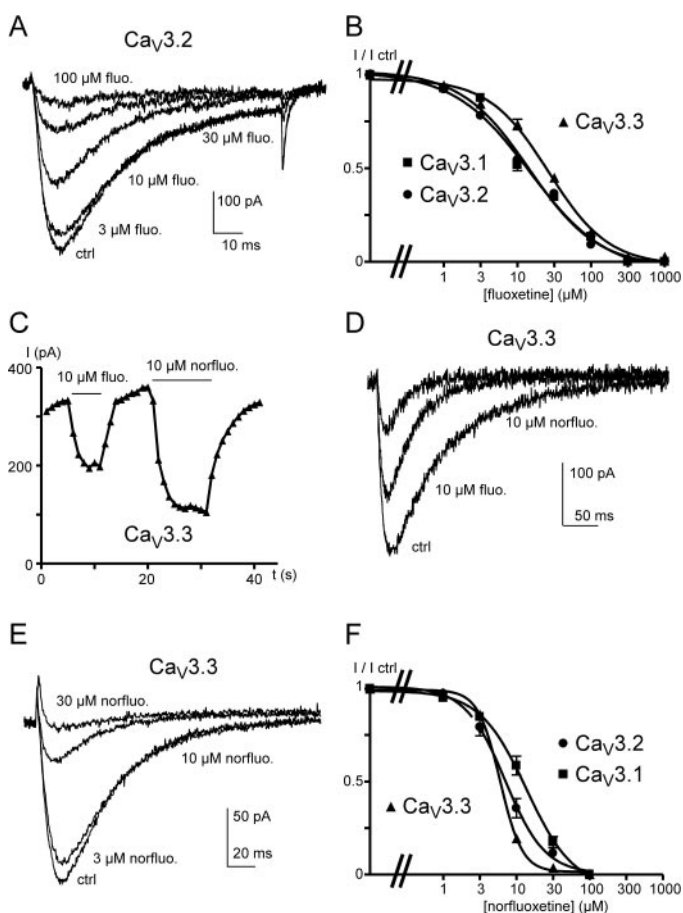 A
CaV3.2
100 µM fluo.
30 µM fluo.
10 µM fluo.
3 µM fluo.
ctrl
100 pA
10 ms
B
I / I ctrl
1
0.5
0
CaV3.3
CaV3.1
CaV3.2
1 3 10 30 100 300 1000
[fluoxetine] (µM)
C
I (pA)
400
200
0
10 µM fluo.
10 µM norfluo.
CaV3.3
0 20 40 t (s)
D
CaV3.3
10 µM norfluo.
10 µM fluo.
ctrl
100 pA
50 ms
E
CaV3.3
30 µM norfluo.
10 µM norfluo.
3 µM norfluo.
ctrl
50 pA
20 ms
F
I / I ctrl
1
0.5
0
CaV3.2
CaV3.1
CaV3.3
1 3 10 30 100 300 1000
[norfluoxetine] (µM)